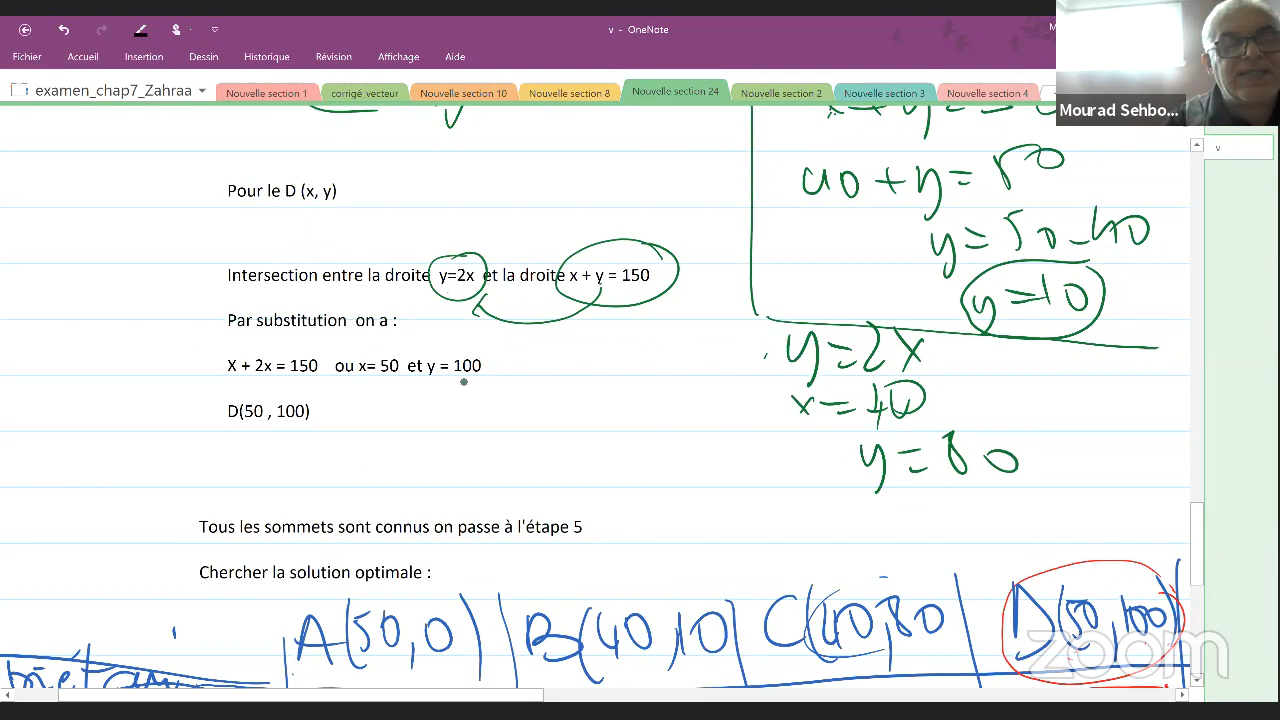 v - OneNote
Fichier Accueil Insertion Dessin Historique Révision Affichage Aide
examen_chap7_Zahraa Nouvelle section 1 corrigé_vecteur Nouvelle section 10 Nouvelle section 8 Nouvelle section 24 Nouvelle section 2 Nouvelle section 3 Nouvelle section 4
Mourad Sehbo...
v
Pour le D (x, y)
Intersection entre la droite y=2x et la droite x + y = 150
Par substitution on a :
X + 2x = 150 ou x= 50 et y = 100
D(50 , 100)
40 + y = 50
y = 50 - 40
y = 10
y = 2x
x = 40
y = 80
Tous les sommets sont connus on passe à l'étape 5
Chercher la solution optimale :
A(50,0) B(40,10) C(40,80) D(50,100)
zoom